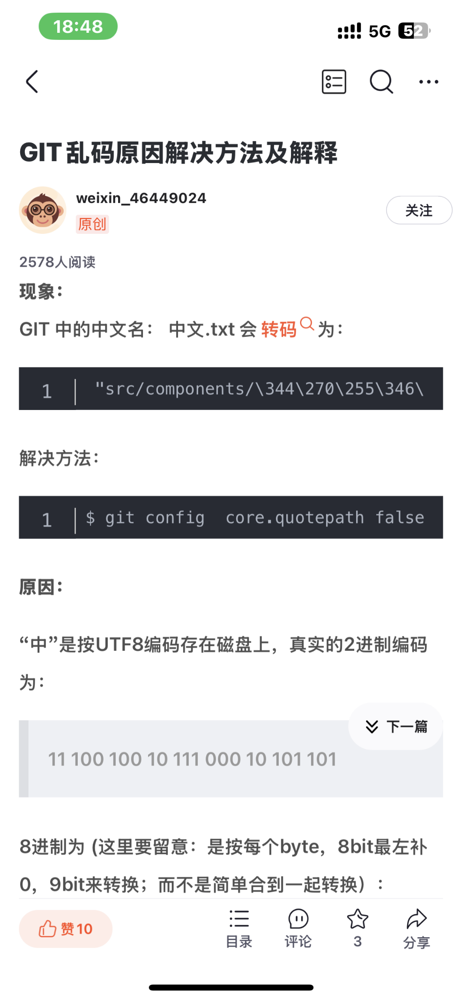 18:48
5G 52
GIT乱码原因解决方法及解释
weixin_46449024
原创
关注
2578人阅读
现象：
GIT 中的中文名： 中文.txt 会 转码 为：
1 "src/components/\344\270\255\346\
解决方法：
1 $ git config  core.quotepath false
原因：
“中”是按UTF8编码存在磁盘上，真实的2进制编码
为：
下一篇
11 100 100 10 111 000 10 101 101
8进制为 (这里要留意：是按每个byte，8bit最左补
0，9bit来转换；而不是简单合到一起转换）：
赞10
目录
评论
3
分享